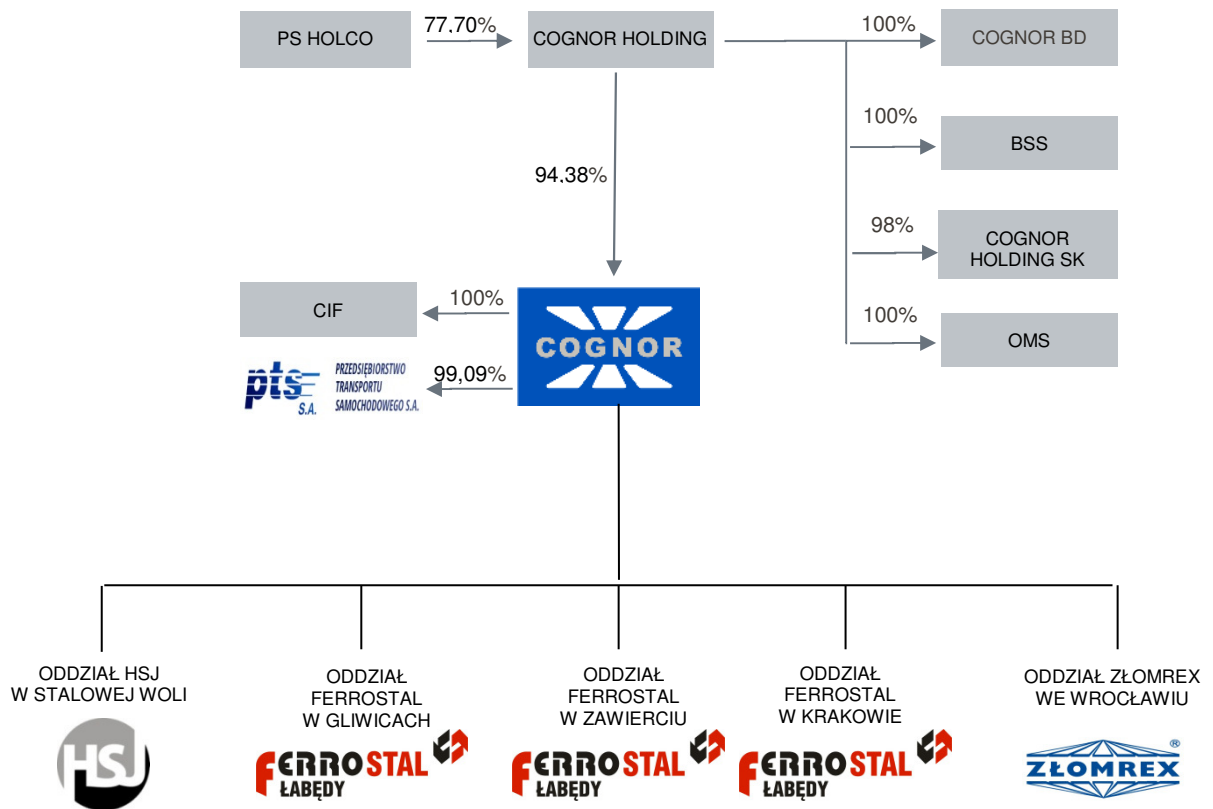 PS HOLCO
77,70%
COGNOR HOLDING
100%
COGNOR BD
100%
BSS
94,38%
98%
COGNOR
HOLDING SK
CIF
100%
COGNOR
100%
OMS
pts
S.A.
PRZEDSIĘBIORSTWO
TRANSPORTU
SAMOCHODOWEGO S.A.
99,09%
ODDZIAŁ HSJ
W STALOWEJ WOLI
HSJ
ODDZIAŁ
FERROSTAL
W GLIWICACH
FERROSTAL
ŁABĘDY
ODDZIAŁ
FERROSTAL
W ZAWIERCIU
FERROSTAL
ŁABĘDY
ODDZIAŁ
FERROSTAL
W KRAKOWIE
FERROSTAL
ŁABĘDY
ODDZIAŁ ZŁOMREX
WE WROCŁAWIU
ZŁOMREX®